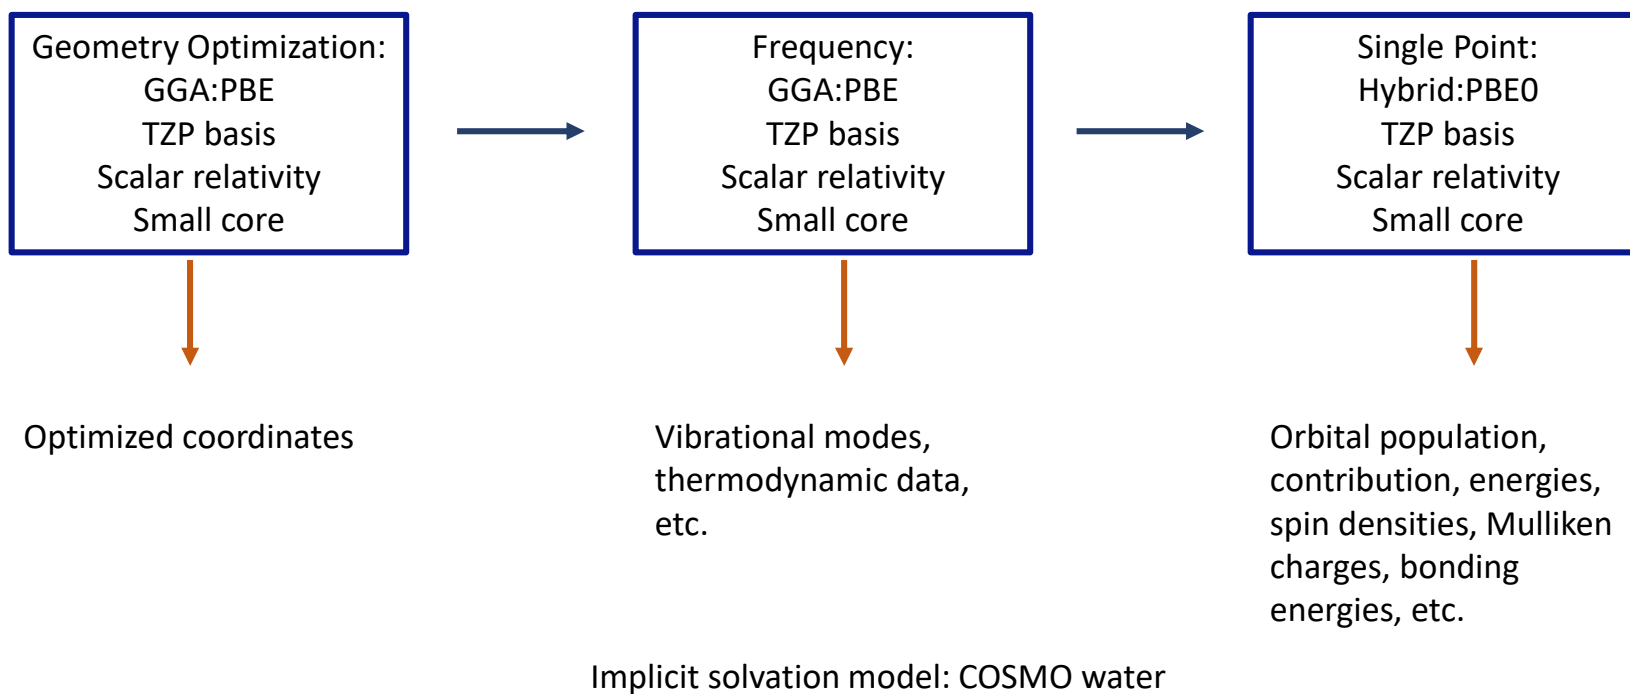 Geometry Optimization:
GGA:PBE
TZP basis
Scalar relativity
Small core
Frequency:
GGA:PBE
TZP basis
Scalar relativity
Small core
Single Point:
Hybrid:PBE0
TZP basis
Scalar relativity
Small core
Optimized coordinates
Vibrational modes,
thermodynamic data,
etc.
Orbital population,
contribution, energies,
spin densities, Mulliken
charges, bonding
energies, etc.
Implicit solvation model: COSMO water